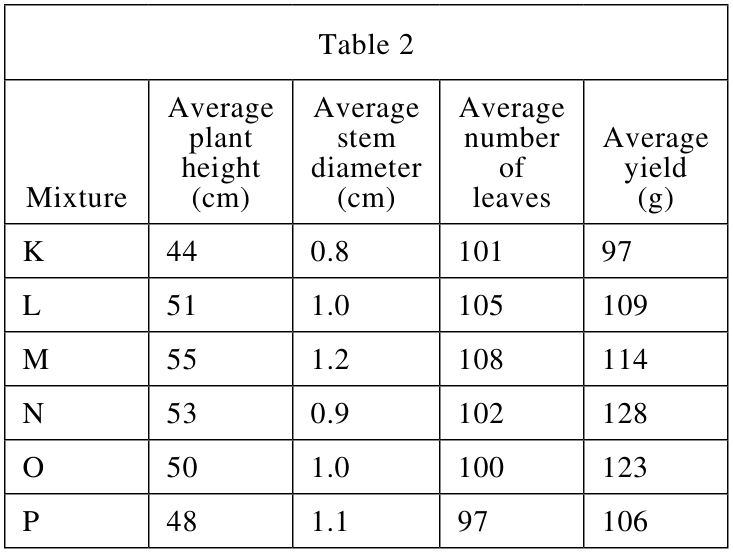 Table 2
Mixture
Average
plant
height
(cm)
Average
stem
diameter
(cm)
Average
number
of
leaves
Average
yield
(g)
K 44 0.8 101 97
L 51 1.0 105 109
M 55 1.2 108 114
N 53 0.9 102 128
O 50 1.0 100 123
P 48 1.1 97 106